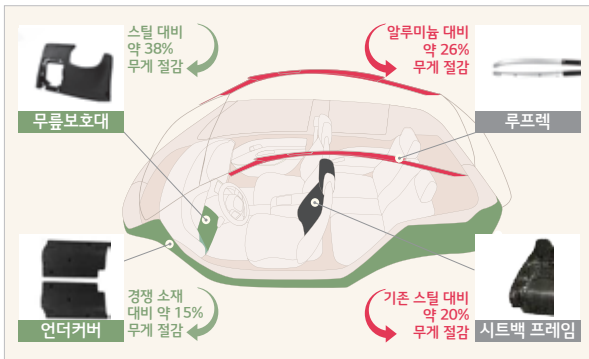 스틸 대비
약 38%
무게 절감
무릎보호대
알루미늄 대비
약 26%
무게 절감
루프렉
언더커버
경쟁 소재
대비 약 15%
무게 절감
기존 스틸 대비
약 20%
무게 절감
시트백 프레임